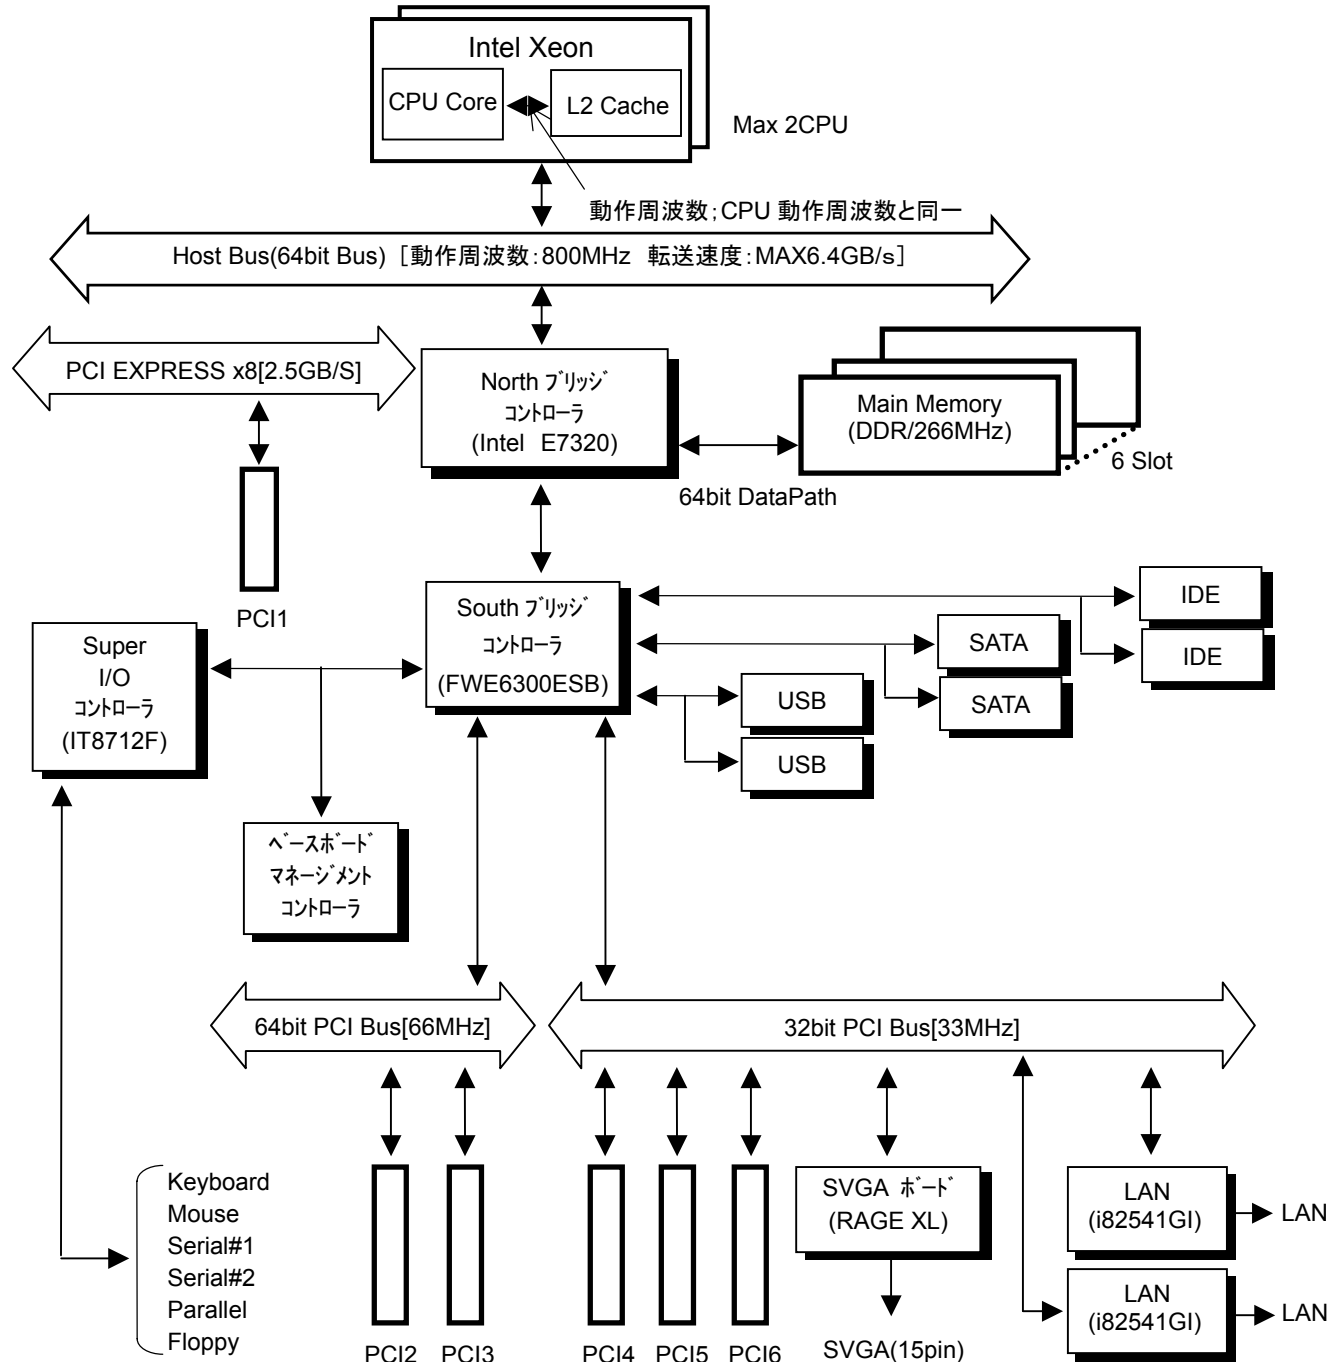 Intel Xeon
CPU Core
L2 Cache
Max 2CPU
動作周波数;CPU 動作周波数と同一
Host Bus(64bit Bus) [動作周波数:800MHz 転送速度:MAX6.4GB/s]
PCI EXPRESS x8[2.5GB/S]
North ブリッジ
コントローラ
(Intel E7320)
Main Memory
(DDR/266MHz)
6 Slot
64bit DataPath
PCI1
South ブリッジ
コントローラ
(FWE6300ESB)
IDE
IDE
SATA
SATA
USB
USB
Super
I/O
コントローラ
(IT8712F)
ベースボード
マネージメント
コントローラ
64bit PCI Bus[66MHz]
32bit PCI Bus[33MHz]
Keyboard
Mouse
Serial#1
Serial#2
Parallel
Floppy
PCI2
PCI3
PCI4
PCI5
PCI6
SVGA ボード
(RAGE XL)
SVGA(15pin)
LAN
(i82541GI)
LAN
LAN
(i82541GI)
LAN